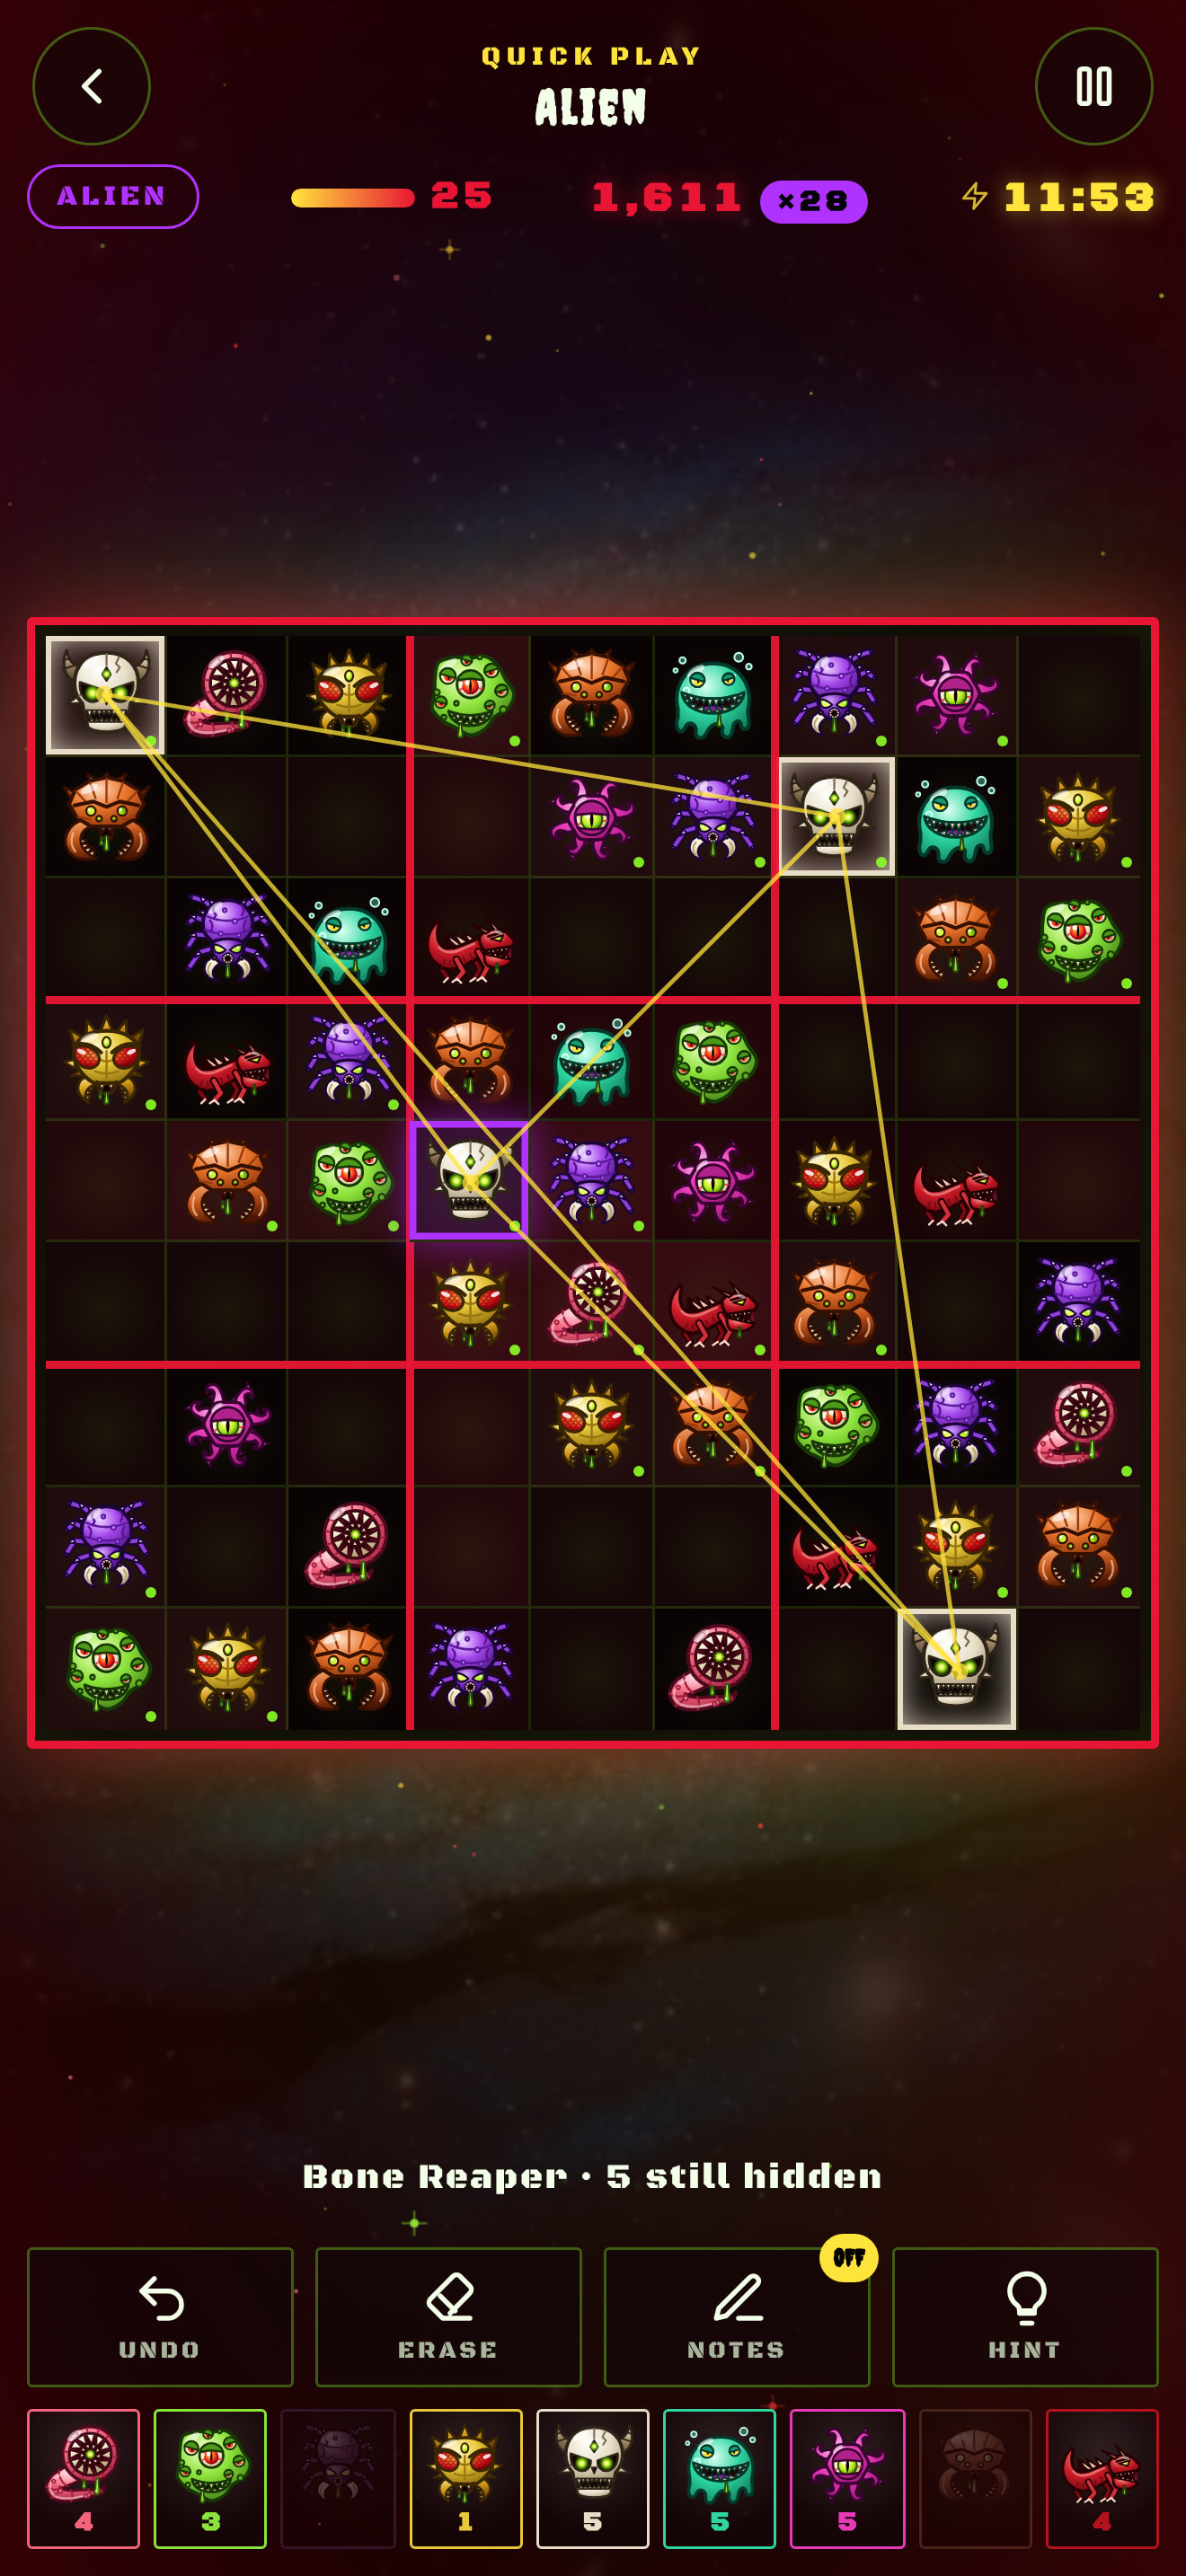 QUICK PLAY
ALIEN
ALIEN
25
1,611
×28
11:53
Bone Reaper · 5 still hidden
OFF
UNDO
ERASE
NOTES
HINT
4
3
1
5
5
5
4